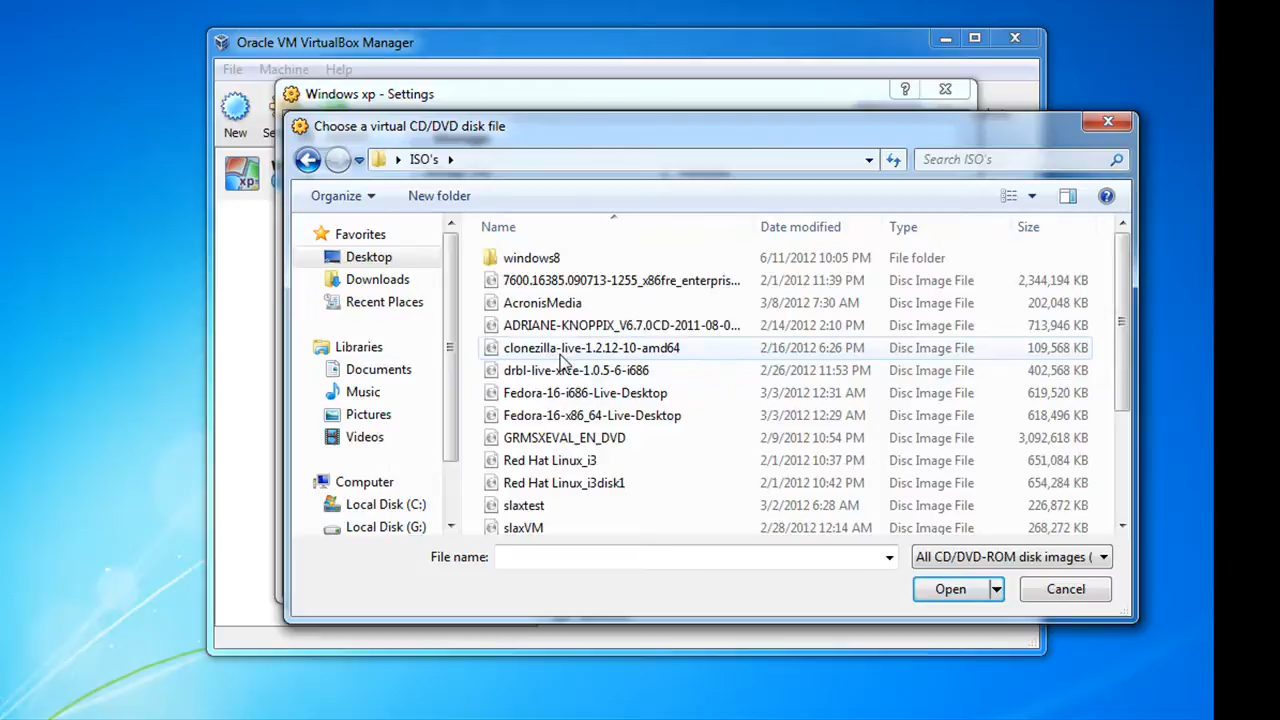 Oracle VM VirtualBox Manager
File Machine Help
Windows xp - Settings
New
Choose a virtual CD/DVD disk file
ISO's
Search ISO's
Organize
New folder
Name Date modified Type Size
Favorites
Desktop
Downloads
Recent Places
Libraries
Documents
Music
Pictures
Videos
Computer
Local Disk (C:)
Local Disk (G:)
windows8 6/11/2012 10:05 PM File folder
7600.16385.090713-1255_x86fre_enterpris... 2/1/2012 11:39 PM Disc Image File 2,344,194 KB
AcronisMedia 3/8/2012 7:30 AM Disc Image File 202,048 KB
ADRIANE-KNOPPIX_V6.7.0CD-2011-08-0... 2/14/2012 2:10 PM Disc Image File 713,946 KB
clonezilla-live-1.2.12-10-amd64 2/16/2012 6:26 PM Disc Image File 109,568 KB
drbl-live-xfce-1.0.5-6-i686 2/26/2012 11:53 PM Disc Image File 402,568 KB
Fedora-16-i686-Live-Desktop 3/3/2012 12:31 AM Disc Image File 619,520 KB
Fedora-16-x86_64-Live-Desktop 3/3/2012 12:29 AM Disc Image File 618,496 KB
GRMSXEVAL_EN_DVD 2/9/2012 10:54 PM Disc Image File 3,092,618 KB
Red Hat Linux_i3 2/1/2012 10:37 PM Disc Image File 651,084 KB
Red Hat Linux_i3disk1 2/1/2012 10:42 PM Disc Image File 654,284 KB
slaxtest 3/2/2012 6:28 AM Disc Image File 226,872 KB
slaxVM 2/28/2012 12:14 AM Disc Image File 268,272 KB
File name:
All CD/DVD-ROM disk images (
Open
Cancel